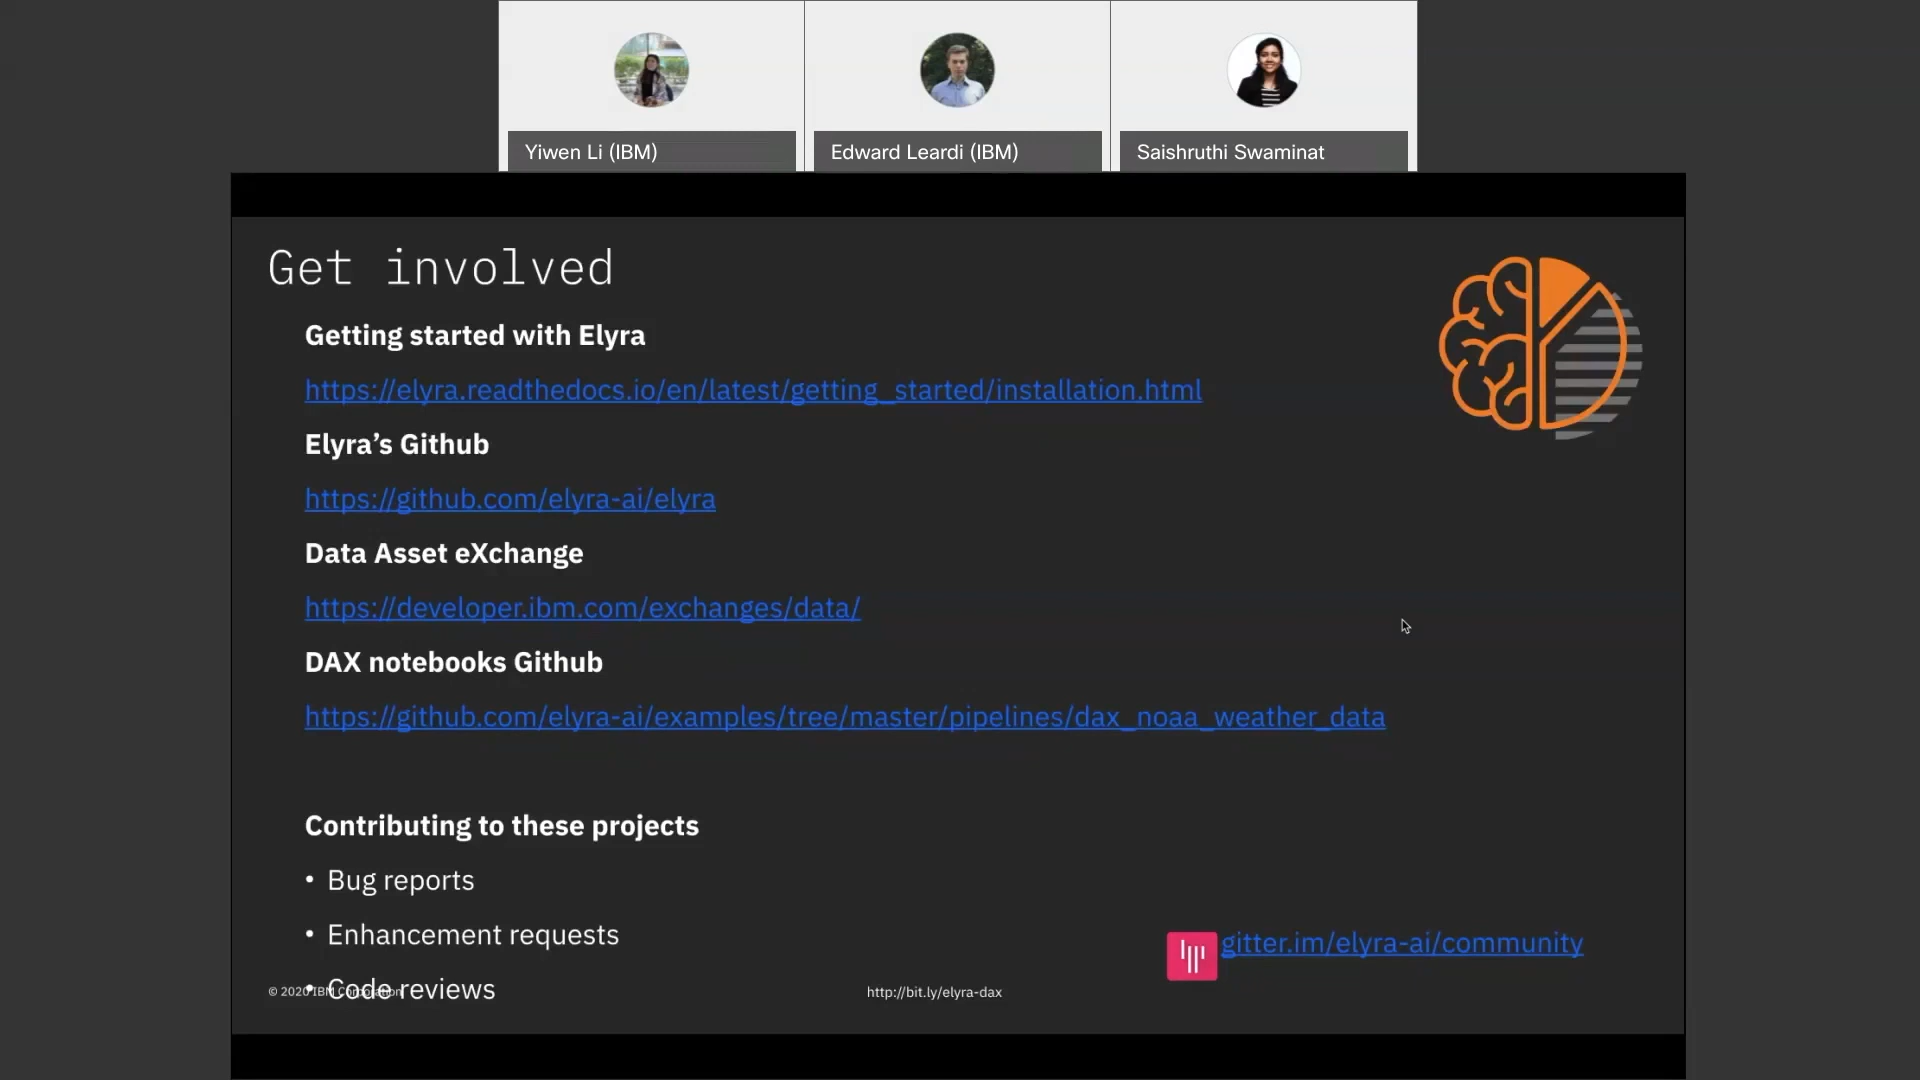 Yiwen Li (IBM)
Edward Leardi (IBM)
Saishruthi Swaminat
Get involved
Getting started with Elyra
https://elyra.readthedocs.io/en/latest/getting_started/installation.html
Elyra’s Github
https://github.com/elyra-ai/elyra
Data Asset eXchange
https://developer.ibm.com/exchanges/data/
DAX notebooks Github
https://github.com/elyra-ai/examples/tree/master/pipelines/dax_noaa_weather_data
Contributing to these projects
• Bug reports
• Enhancement requests
• Code reviews
gitter.im/elyra-ai/community
© 2020 IBM Corporation
http://bit.ly/elyra-dax